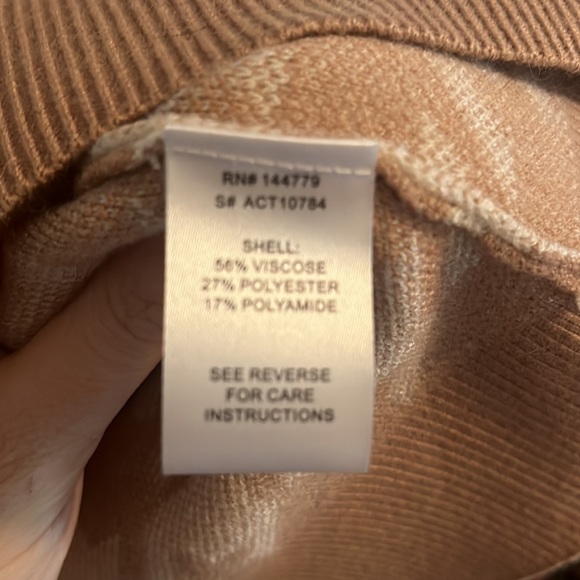 RN# 144779
S# ACT10784
SHELL:
56% VISCOSE
27% POLYESTER
17% POLYAMIDE
SEE REVERSE
FOR CARE
INSTRUCTIONS